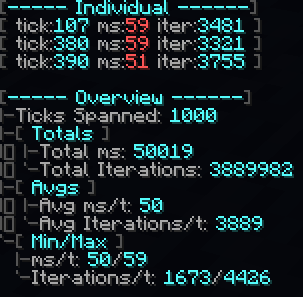 [----- Individual ------]
[ tick:107 ms:59 iter:3481 ]
[ tick:380 ms:59 iter:3321 ]
[ tick:390 ms:51 iter:3755 ]
[----- Overview ------]
|-Ticks Spanned: 1000
'-[ Totals ]
|-Total ms: 50019
'-Total Iterations: 3889982
'-[ Avgs ]
|-Avg ms/t: 50
'-Avg Iterations/t: 3889
'-[ Min/Max ]
|-ms/t: 50/59
'-Iterations/t: 1673/4426